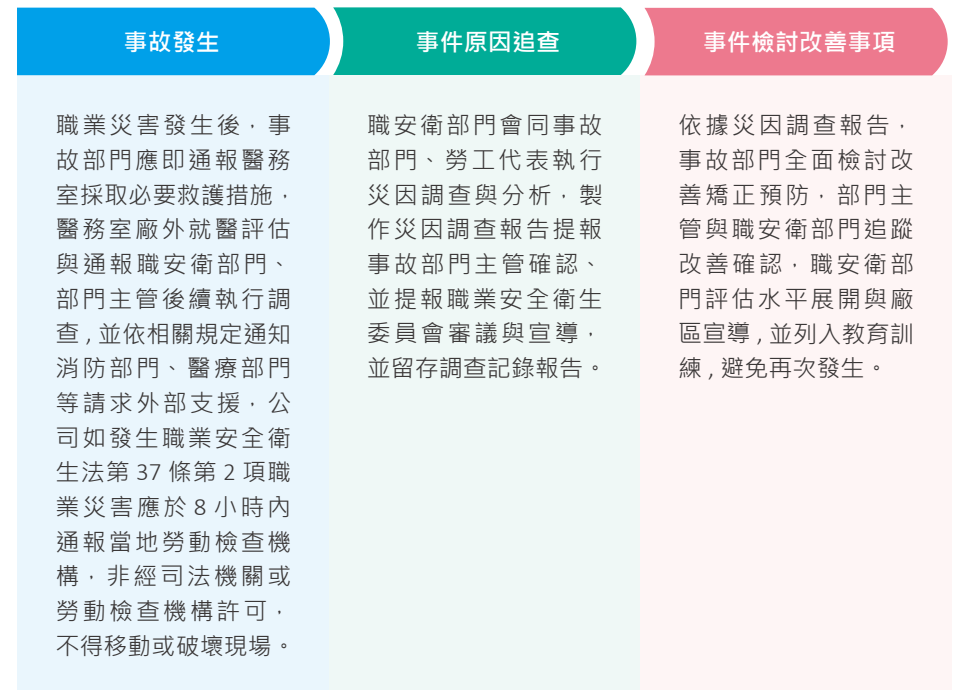 事故發生
職業災害發生後，事
故部門應即通報醫務
室採取必要救護措施，
醫務室廠外就醫評估
與通報職安衛部門、
部門主管後續執行調
查 , 並依相關規定通知
消防部門、醫療部門
等請求外部支援，公
司如發生職業安全衛
生法第 37 條第 2 項職
業災害應於 8 小時內
通報當地勞動檢查機
構，非經司法機關或
勞動檢查機構許可，
不得移動或破壞現場。
事件原因追查
職安衛部門會同事故
部門、勞工代表執行
災因調查與分析，製
作災因調查報告提報
事故部門主管確認、
並提報職業安全衛生
委員會審議與宣導，
並留存調查記錄報告。
事件檢討改善事項
依據災因調查報告，
事故部門全面檢討改
善矯正預防，部門主
管與職安衛部門追蹤
改善確認，職安衛部
門評估水平展開與廠
區宣導 , 並列入教育訓
練 , 避免再次發生。